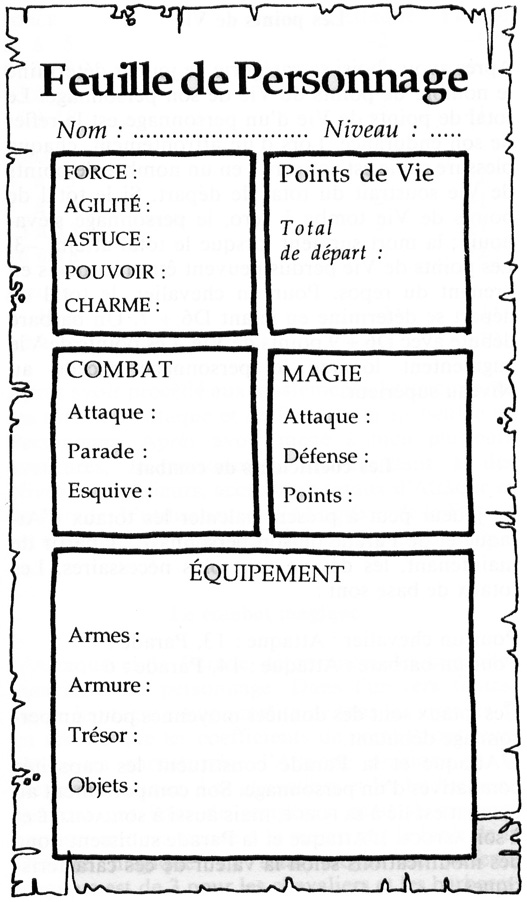 Feuille de Personnage
Nom : ............................ Niveau : .....
FORCE :
AGILITÉ :
ASTUCE :
POUVOIR :
CHARME :
Points de Vie
Total
de départ :
COMBAT
Attaque :
Parade :
Esquive :
MAGIE
Attaque :
Défense :
Points :
ÉQUIPEMENT
Armes :
Armure :
Trésor :
Objets :